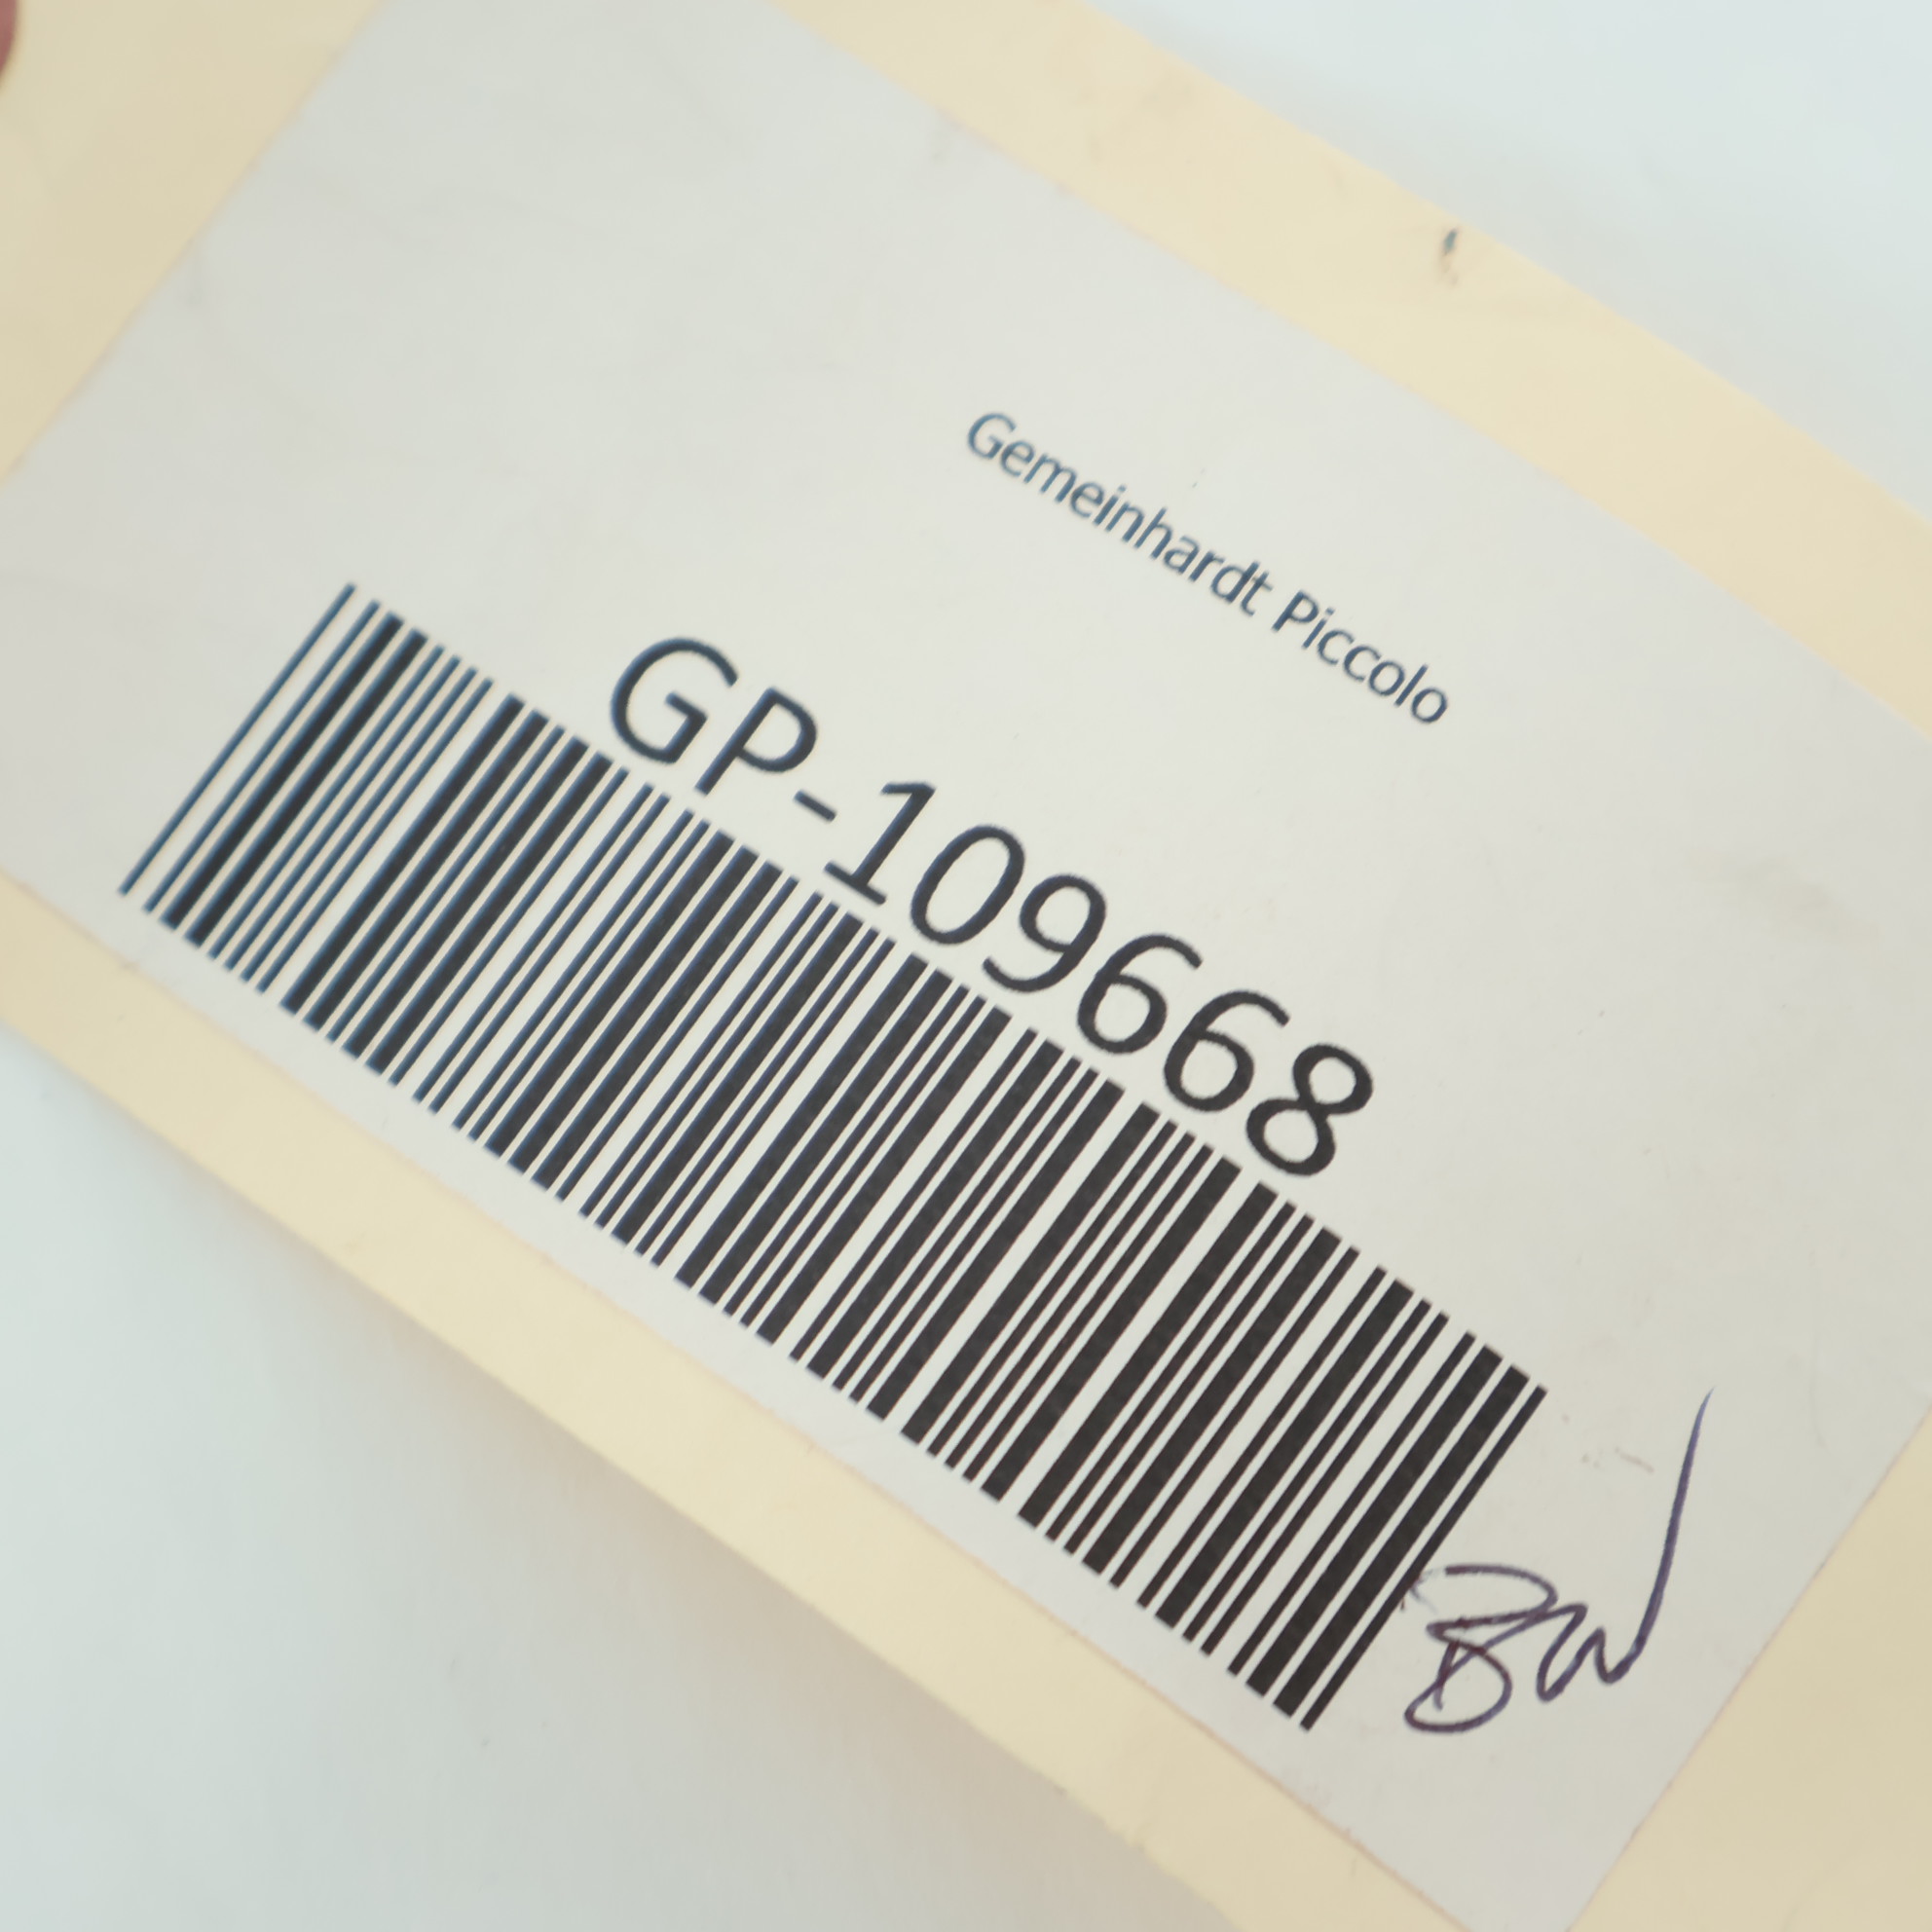 Gemeinhardt Piccolo
GP-109668
BW